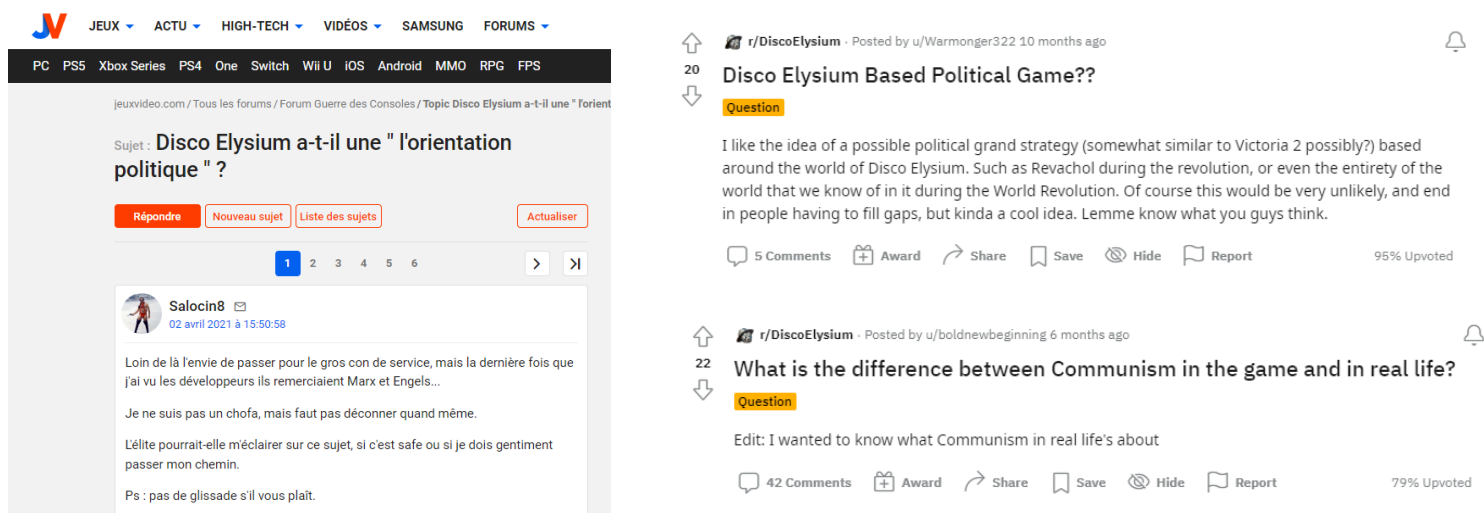 JV JEUX ACTU HIGH-TECH VIDÉOS SAMSUNG FORUMS
PC PS5 Xbox Series PS4 One Switch Wii U iOS Android MMO RPG FPS
jeuxvideo.com / Tous les forums / Forum Guerre des Consoles / Topic Disco Elysium a-t-il une " l'orient
Sujet : Disco Elysium a-t-il une " l'orientation
politique " ?
Répondre Nouveau sujet Liste des sujets Actualiser
1 2 3 4 5 6
Salocin8
02 avril 2021 à 15:50:58
Loin de là l'envie de passer pour le gros con de service, mais la dernière fois que
j'ai vu les développeurs ils remerciaient Marx et Engels...
Je ne suis pas un chofa, mais faut pas déconner quand même.
L'élite pourrait-elle m'éclairer sur ce sujet, si c'est safe ou si je dois gentiment
passer mon chemin.
Ps : pas de glissade s'il vous plaît.
r/DiscoElysium · Posted by u/Warmonger322 10 months ago
20
Disco Elysium Based Political Game??
Question
I like the idea of a possible political grand strategy (somewhat similar to Victoria 2 possibly?) based
around the world of Disco Elysium. Such as Revachol during the revolution, or even the entirety of the
world that we know of in it during the World Revolution. Of course this would be very unlikely, and end
in people having to fill gaps, but kinda a cool idea. Lemme know what you guys think.
5 Comments Award Share Save Hide Report 95% Upvoted
r/DiscoElysium · Posted by u/boldnewbeginning 6 months ago
22
What is the difference between Communism in the game and in real life?
Question
Edit: I wanted to know what Communism in real life's about
42 Comments Award Share Save Hide Report 79% Upvoted